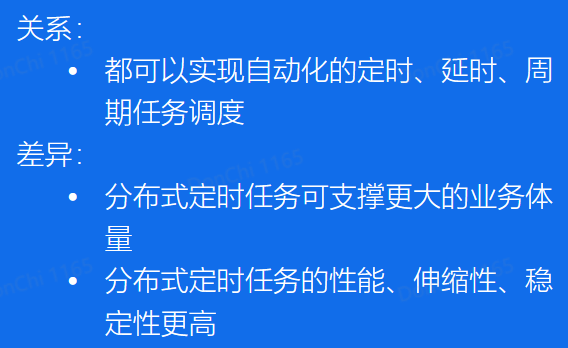 关系：
• 都可以实现自动化的定时、延时、周
期任务调度
差异：
• 分布式定时任务可支撑更大的业务体
量
• 分布式定时任务的性能、伸缩性、稳
定性更高